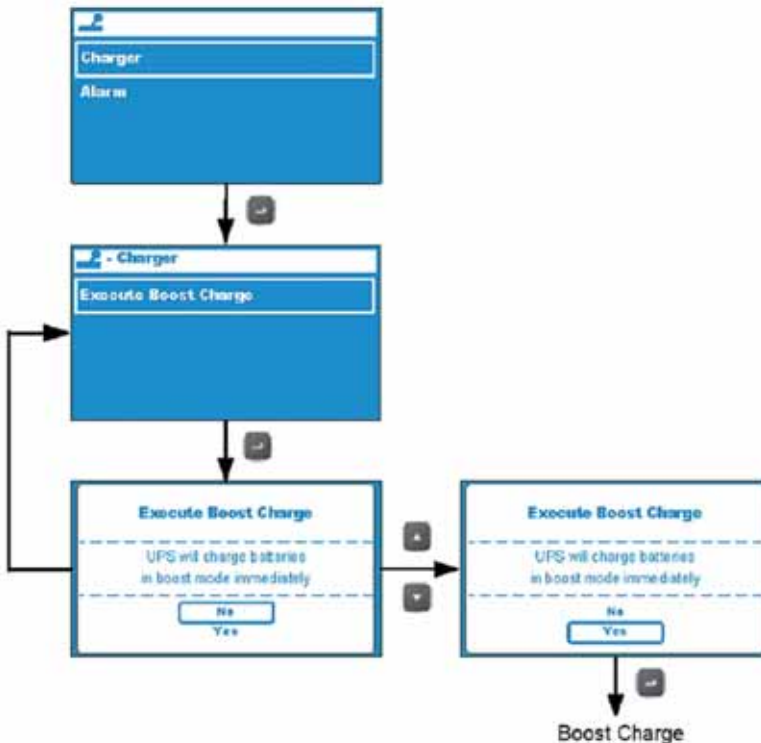 Charger
Alarm
- Charger
Execute Boost Charge
Execute Boost Charge
UPS will charge batteries
in boost mode immediately
No
Yes
Execute Boost Charge
UPS will charge batteries
in boost mode immediately
No
Yes
Boost Charge